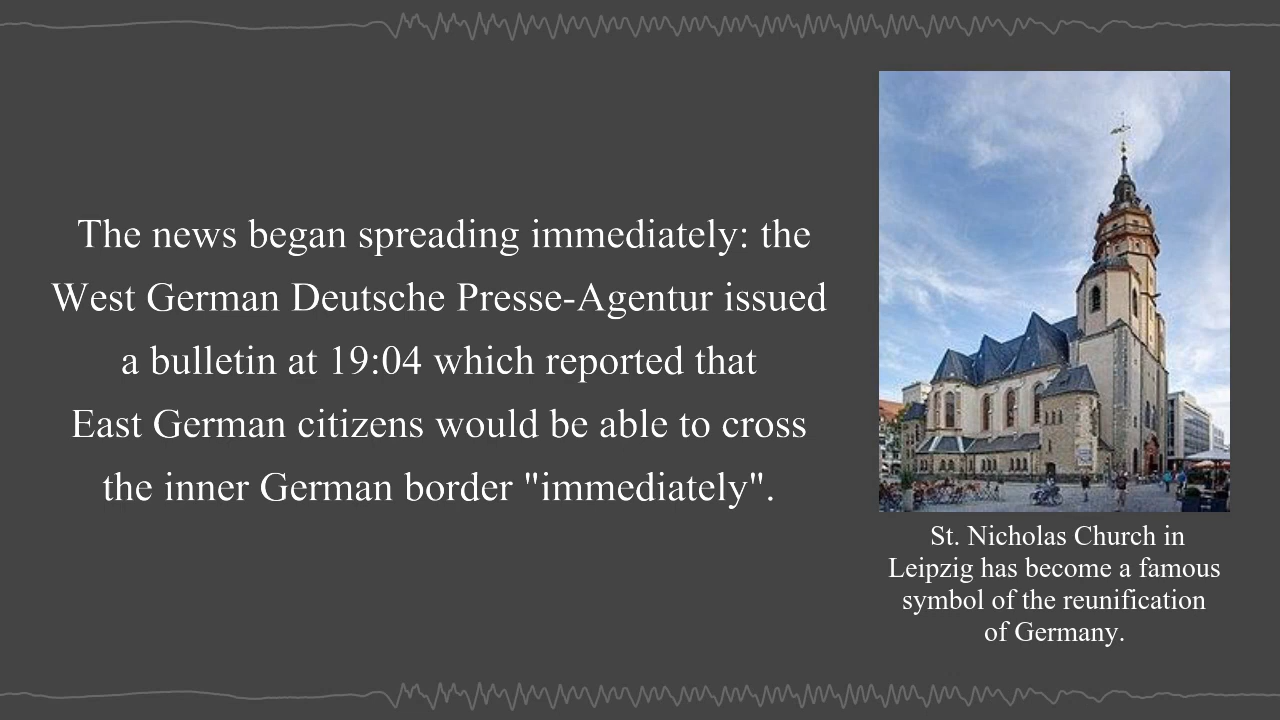 The news began spreading immediately: the
West German Deutsche Presse-Agentur issued
a bulletin at 19:04 which reported that
East German citizens would be able to cross
the inner German border "immediately".
St. Nicholas Church in
Leipzig has become a famous
symbol of the reunification
of Germany.